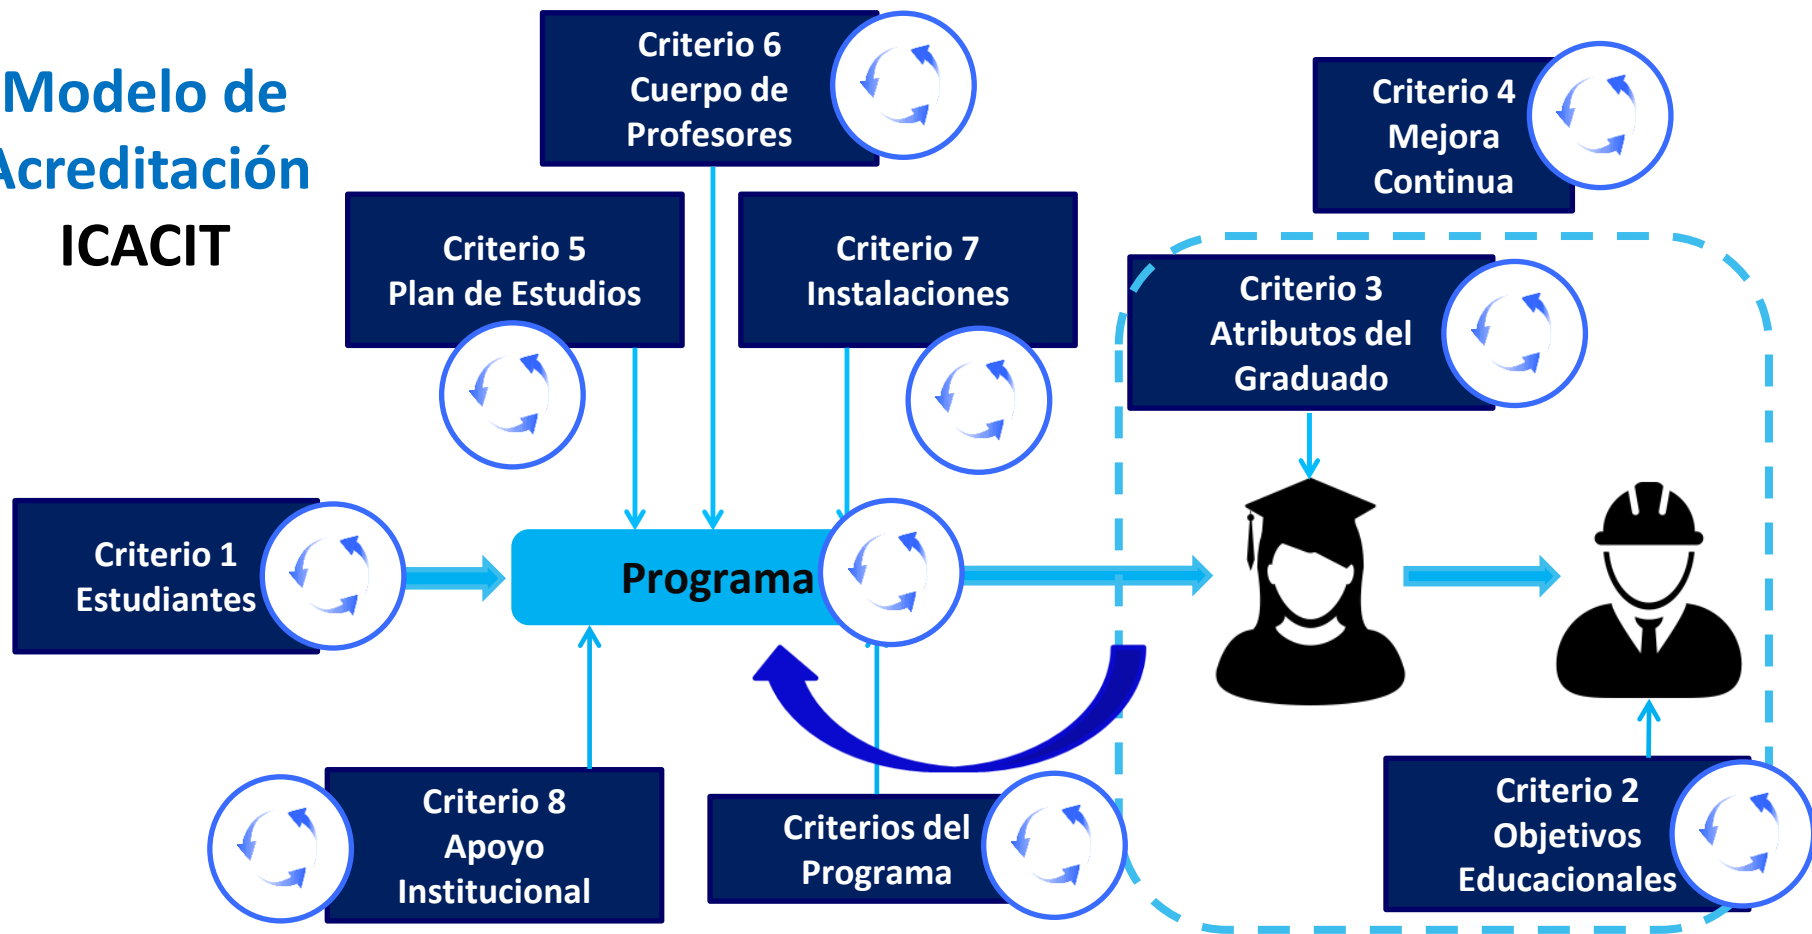 Modelo de
Acreditación
ICACIT
Criterio 6
Cuerpo de
Profesores
Criterio 4
Mejora
Continua
Criterio 5
Plan de Estudios
Criterio 7
Instalaciones
Criterio 3
Atributos del
Graduado
Criterio 1
Estudiantes
Programa
Criterio 8
Apoyo
Institucional
Criterios del
Programa
Criterio 2
Objetivos
Educacionales